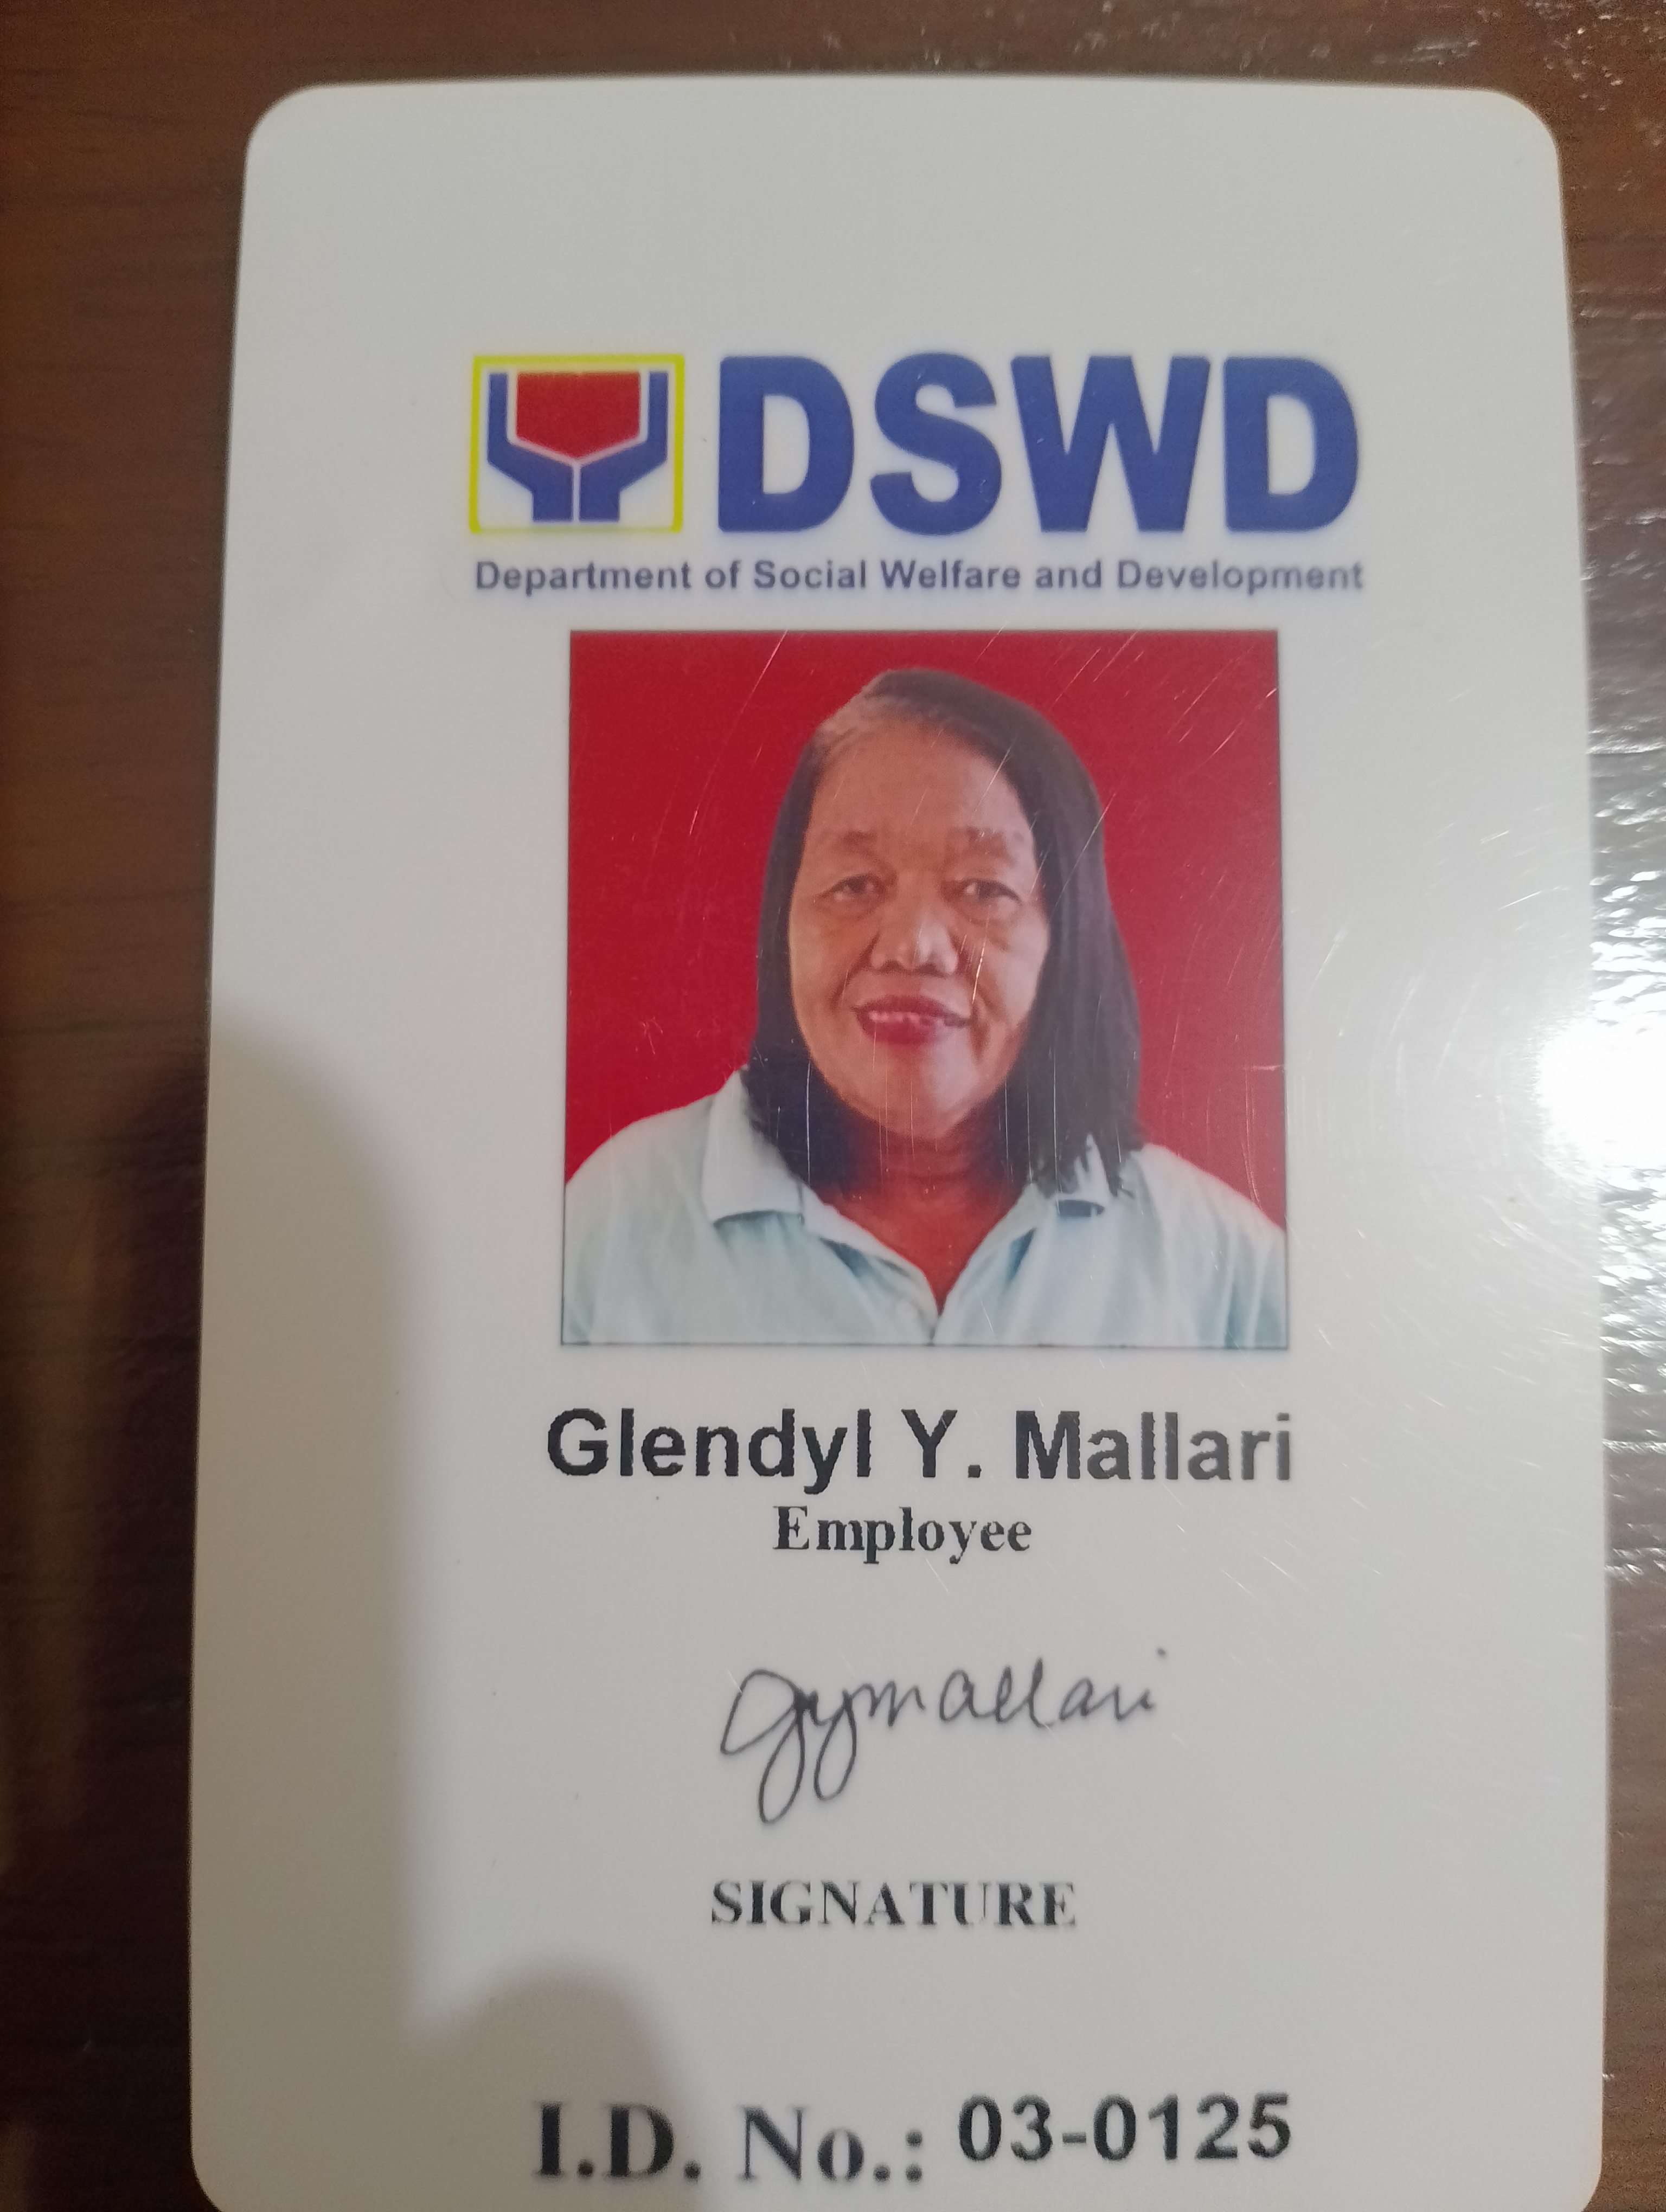 DSWD
Department of Social Welfare and Development
Glendyl Y. Mallari
Employee
gymallari
SIGNATURE
I.D. No.: 03-0125